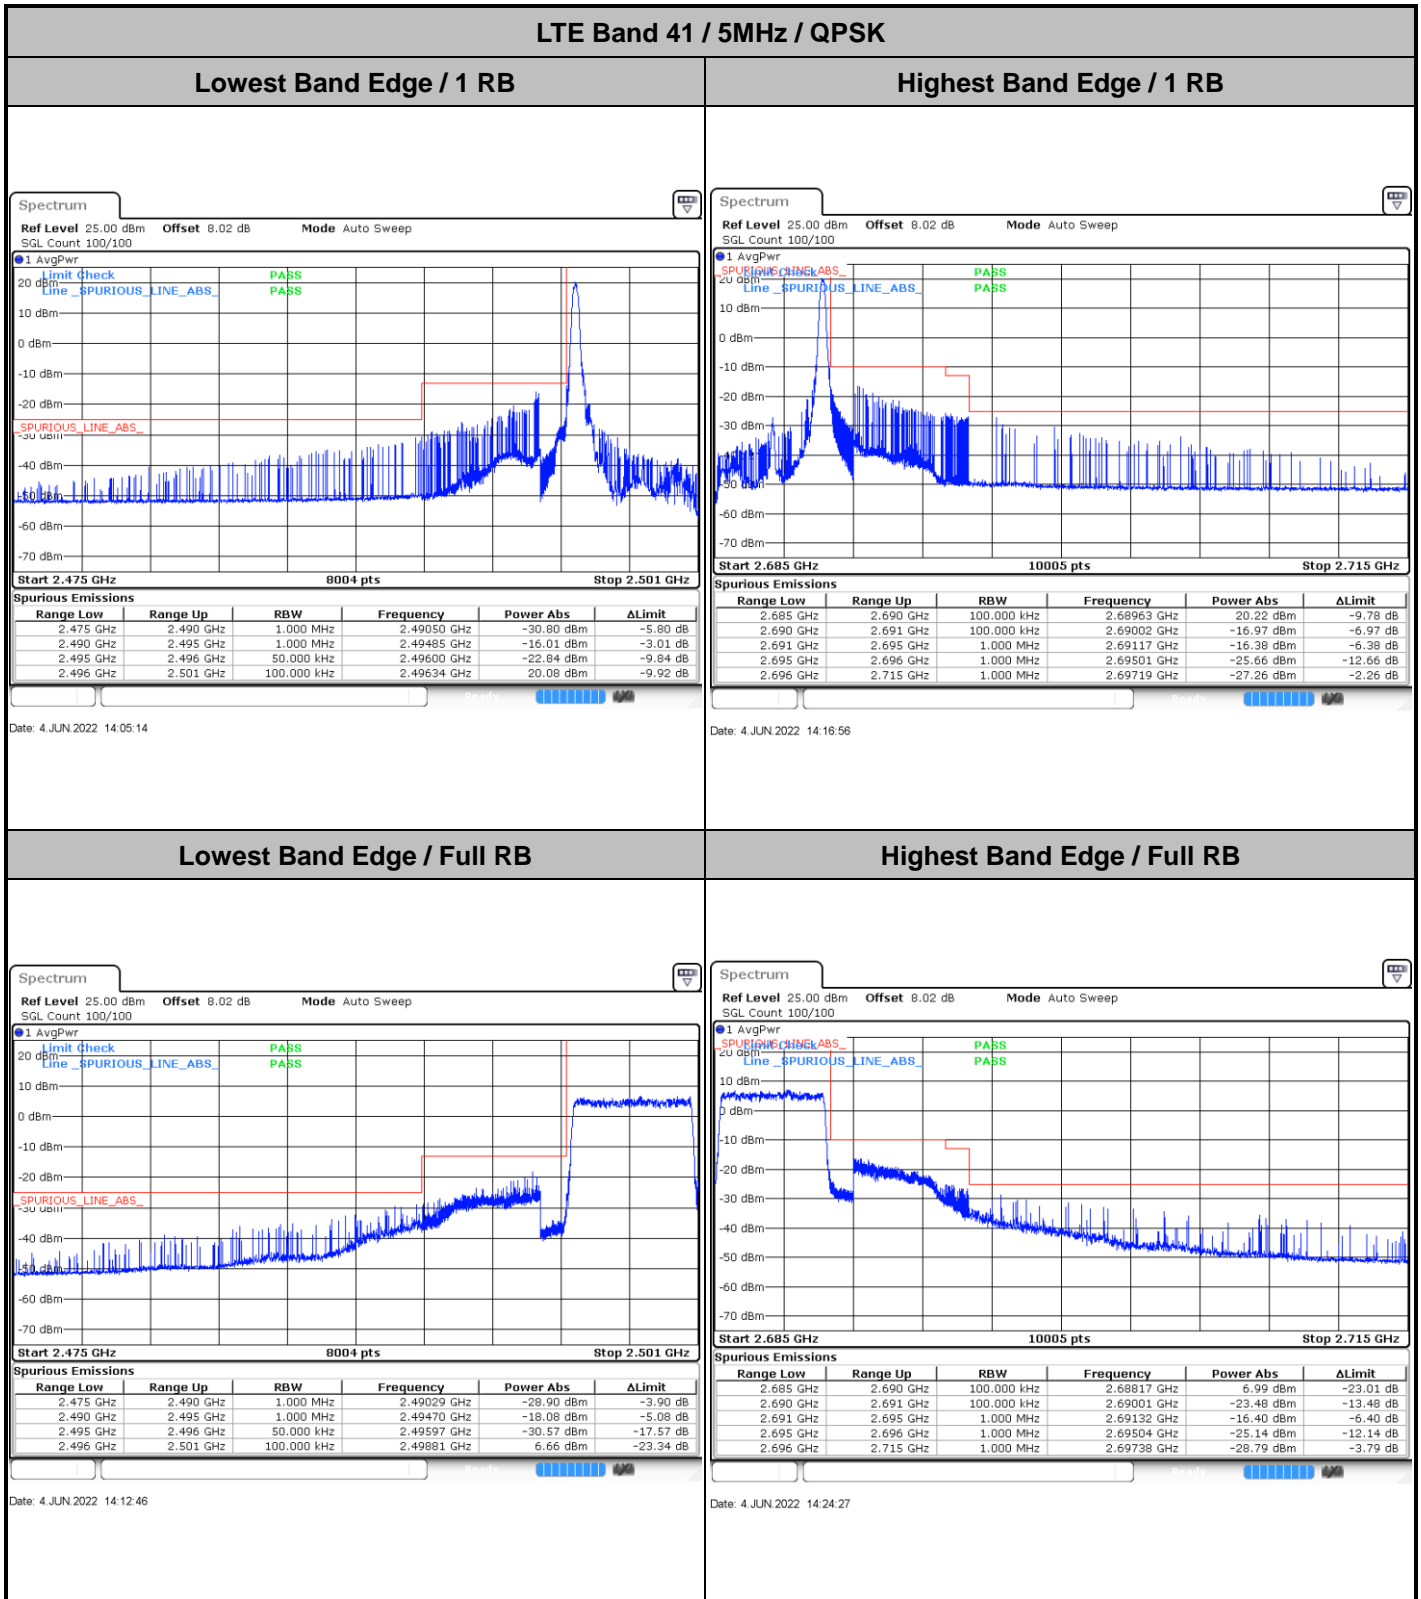 LTE Band 41 / 5MHz / QPSK
Lowest Band Edge / 1 RB
Highest Band Edge / 1 RB
Spectrum
Ref Level 25.00 dBm Offset 8.02 dB Mode Auto Sweep
SGL Count 100/100
1 AvgPwr
Limit Check PASS
20 dBm
Line _SPURIOUS_LINE_ABS_ PASS
10 dBm
0 dBm
-10 dBm
-20 dBm
_SPURIOUS_LINE_ABS_
-30 dBm
-40 dBm
-50 dBm
-60 dBm
-70 dBm
Start 2.475 GHz 8004 pts Stop 2.501 GHz
Spurious Emissions
Range Low Range Up RBW Frequency Power Abs ΔLimit
2.475 GHz 2.490 GHz 1.000 MHz 2.49050 GHz -30.80 dBm -5.80 dB
2.490 GHz 2.495 GHz 1.000 MHz 2.49485 GHz -16.01 dBm -3.01 dB
2.495 GHz 2.496 GHz 50.000 kHz 2.49600 GHz -22.84 dBm -9.84 dB
2.496 GHz 2.501 GHz 100.000 kHz 2.49634 GHz 20.08 dBm -9.92 dB
Ready
Date: 4.JUN.2022 14:05:14
Spectrum
Ref Level 25.00 dBm Offset 8.02 dB Mode Auto Sweep
SGL Count 100/100
1 AvgPwr
_SPURIOUS_LINE_ABS_
Limit Check PASS
20 dBm
Line _SPURIOUS_LINE_ABS_ PASS
10 dBm
0 dBm
-10 dBm
-20 dBm
-30 dBm
-40 dBm
-50 dBm
-60 dBm
-70 dBm
Start 2.685 GHz 10005 pts Stop 2.715 GHz
Spurious Emissions
Range Low Range Up RBW Frequency Power Abs ΔLimit
2.685 GHz 2.690 GHz 100.000 kHz 2.68963 GHz 20.22 dBm -9.78 dB
2.690 GHz 2.691 GHz 100.000 kHz 2.69002 GHz -16.97 dBm -6.97 dB
2.691 GHz 2.695 GHz 1.000 MHz 2.69117 GHz -16.38 dBm -6.38 dB
2.695 GHz 2.696 GHz 1.000 MHz 2.69501 GHz -25.66 dBm -12.66 dB
2.696 GHz 2.715 GHz 1.000 MHz 2.69719 GHz -27.26 dBm -2.26 dB
Ready
Date: 4.JUN.2022 14:16:56
Lowest Band Edge / Full RB
Highest Band Edge / Full RB
Spectrum
Ref Level 25.00 dBm Offset 8.02 dB Mode Auto Sweep
SGL Count 100/100
1 AvgPwr
Limit Check PASS
20 dBm
Line _SPURIOUS_LINE_ABS_ PASS
10 dBm
0 dBm
-10 dBm
-20 dBm
_SPURIOUS_LINE_ABS_
-30 dBm
-40 dBm
-50 dBm
-60 dBm
-70 dBm
Start 2.475 GHz 8004 pts Stop 2.501 GHz
Spurious Emissions
Range Low Range Up RBW Frequency Power Abs ΔLimit
2.475 GHz 2.490 GHz 1.000 MHz 2.49029 GHz -28.90 dBm -3.90 dB
2.490 GHz 2.495 GHz 1.000 MHz 2.49470 GHz -18.08 dBm -5.08 dB
2.495 GHz 2.496 GHz 50.000 kHz 2.49597 GHz -30.57 dBm -17.57 dB
2.496 GHz 2.501 GHz 100.000 kHz 2.49881 GHz 6.66 dBm -23.34 dB
Ready
Date: 4.JUN.2022 14:12:46
Spectrum
Ref Level 25.00 dBm Offset 8.02 dB Mode Auto Sweep
SGL Count 100/100
1 AvgPwr
_SPURIOUS_LINE_ABS_
Limit Check PASS
20 dBm
Line _SPURIOUS_LINE_ABS_ PASS
10 dBm
0 dBm
-10 dBm
-20 dBm
-30 dBm
-40 dBm
-50 dBm
-60 dBm
-70 dBm
Start 2.685 GHz 10005 pts Stop 2.715 GHz
Spurious Emissions
Range Low Range Up RBW Frequency Power Abs ΔLimit
2.685 GHz 2.690 GHz 100.000 kHz 2.68817 GHz 6.99 dBm -23.01 dB
2.690 GHz 2.691 GHz 100.000 kHz 2.69001 GHz -23.48 dBm -13.48 dB
2.691 GHz 2.695 GHz 1.000 MHz 2.69132 GHz -16.40 dBm -6.40 dB
2.695 GHz 2.696 GHz 1.000 MHz 2.69504 GHz -25.14 dBm -12.14 dB
2.696 GHz 2.715 GHz 1.000 MHz 2.69738 GHz -28.79 dBm -3.79 dB
Ready
Date: 4.JUN.2022 14:24:27